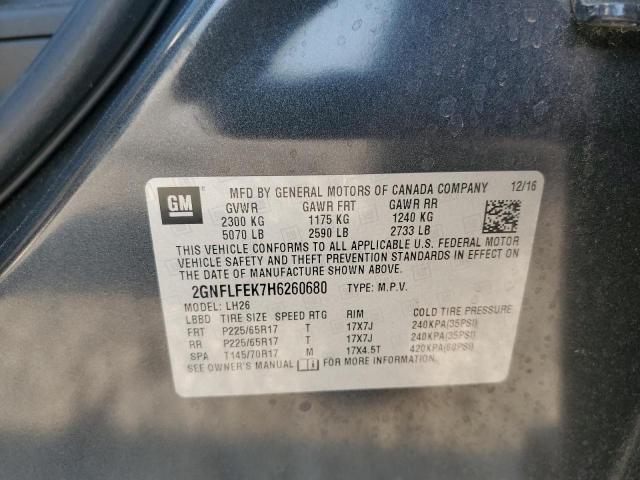 GM
MFD BY GENERAL MOTORS OF CANADA COMPANY 12/16
GVWR GAWR FRT GAWR RR
2300 KG 1175 KG 1240 KG
5070 LB 2590 LB 2733 LB
THIS VEHICLE CONFORMS TO ALL APPLICABLE U.S. FEDERAL MOTOR
VEHICLE SAFETY AND THEFT PREVENTION STANDARDS IN EFFECT ON
THE DATE OF MANUFACTURE SHOWN ABOVE.
2GNFLFEK7H6260680 TYPE: M.P.V.
MODEL: LH26
LBBD TIRE SIZE SPEED RTG RIM COLD TIRE PRESSURE
FRT P225/65R17 T 17X7J 240KPA(35PSI)
RR P225/65R17 T 17X7J 240KPA(35PSI)
SPA T145/70R17 M 17X4.5T 420KPA(60PSI)
SEE OWNER'S MANUAL FOR MORE INFORMATION.